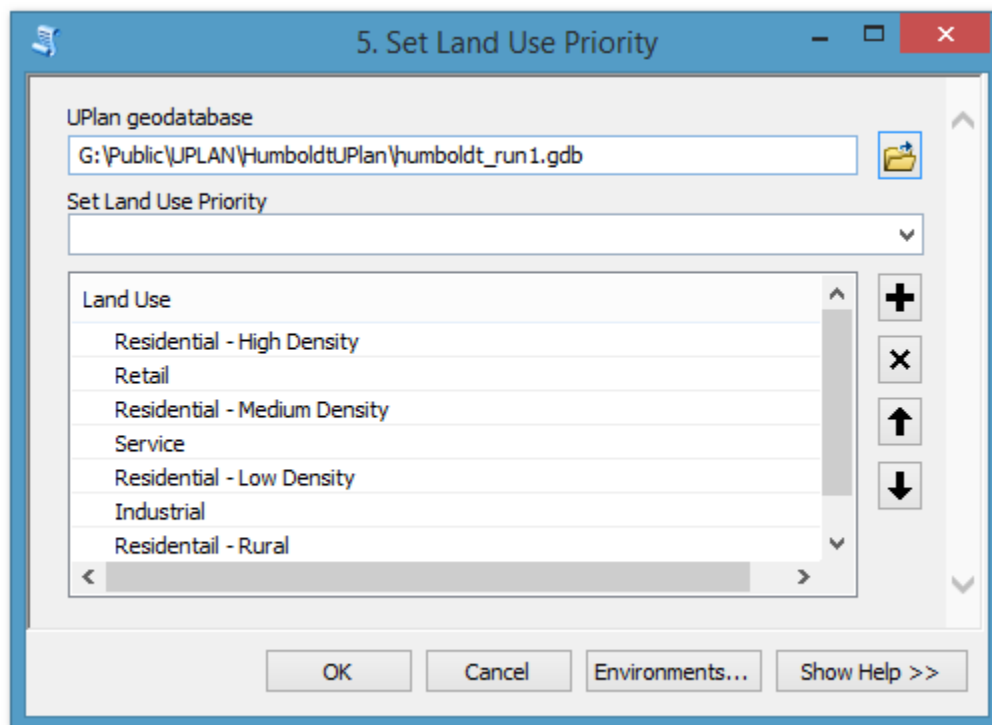 5. Set Land Use Priority
UPlan geodatabase
G:\Public\UPLAN\HumboldtUPlan\humboldt_run1.gdb
Set Land Use Priority
Land Use
Residential - High Density
Retail
Residential - Medium Density
Service
Residential - Low Density
Industrial
Residentail - Rural
OK Cancel Environments... Show Help >>